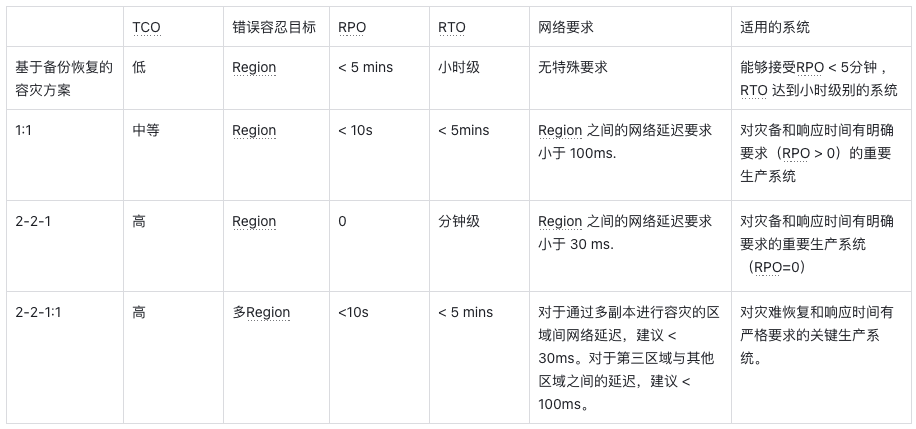 TCO
错误容忍目标
RPO
RTO
网络要求
适用的系统
基于备份恢复的
容灾方案
低
Region
< 5 mins
小时级
无特殊要求
能够接受RPO < 5分钟，
RTO 达到小时级别的系统
1:1
中等
Region
< 10s
< 5mins
Region 之间的网络延迟要求
小于 100ms.
对灾备和响应时间有明确
要求（RPO > 0）的重要
生产系统
2-2-1
高
Region
0
分钟级
Region 之间的网络延迟要求
小于 30 ms.
对灾备和响应时间有明确
要求的重要生产系统
（RPO=0）
2-2-1:1
高
多Region
<10s
< 5 mins
对于通过多副本进行容灾的区
域间网络延迟，建议 <
30ms。对于第三区域与其他
区域之间的延迟，建议 <
100ms。
对灾难恢复和响应时间有
严格要求的关键生产系
统。